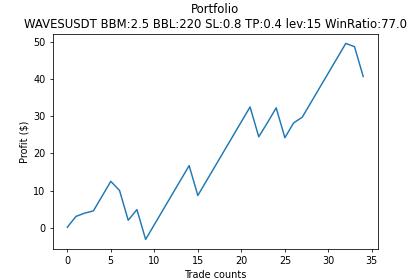 Portfolio
WAVESUSDT BBM:2.5 BBL:220 SL:0.8 TP:0.4 lev:15 WinRatio:77.0
50
40
30
20
10
0
Profit ($)
0 5 10 15 20 25 30 35
Trade counts